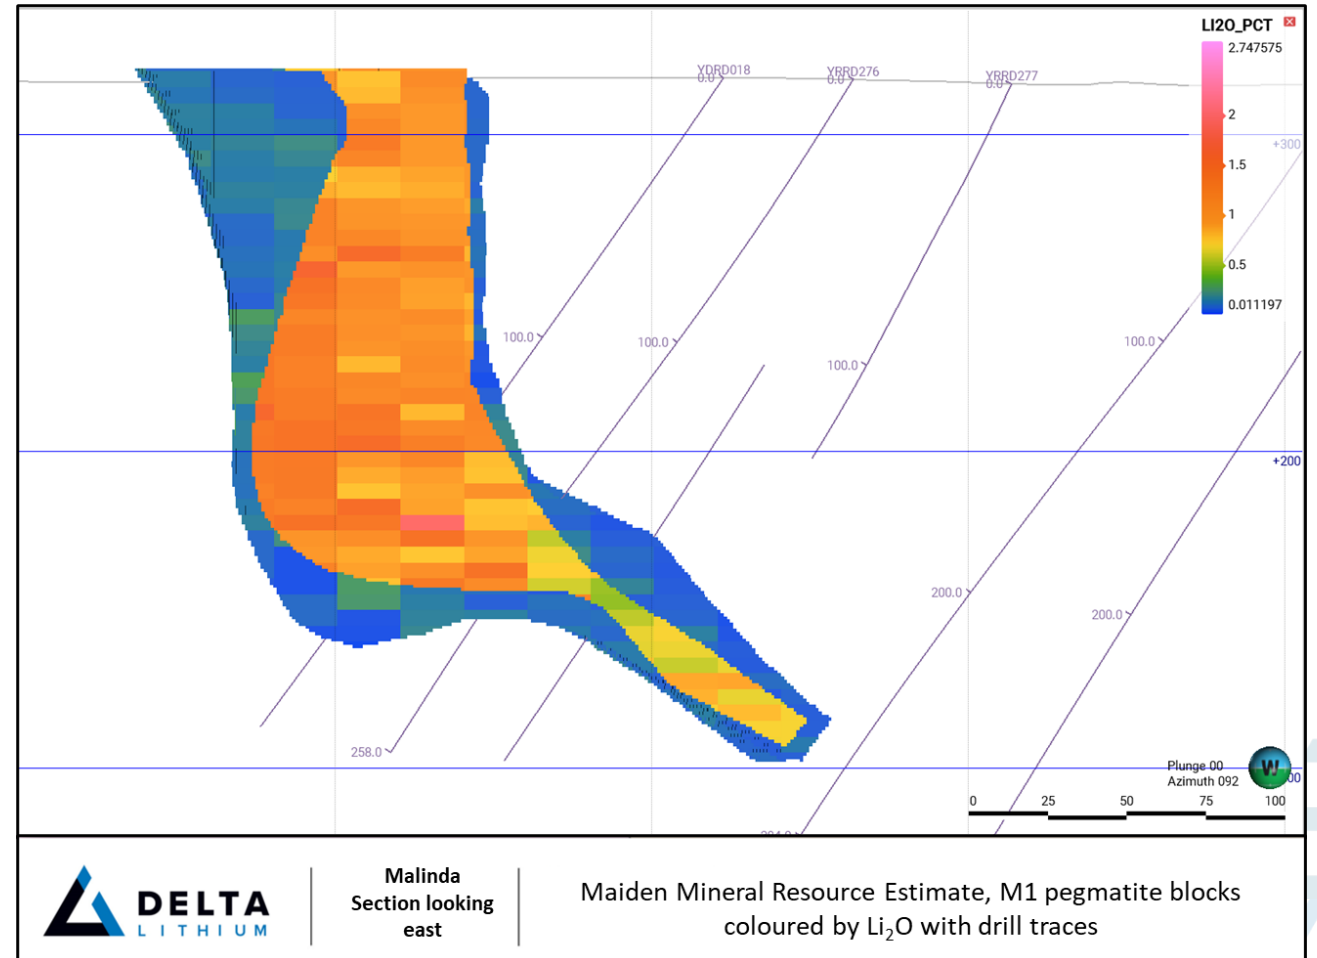 LI2O_PCT
2.747575
2
1.5
1
0.5
0.011197
YDRD018
0.0
YRRD276
0.0
YRRD277
0.0
+300
100.0
100.0
100.0
100.0
+200
200.0
200.0
258.0
Plunge 00
Azimuth 092
W
0 25 50 75 100
DELTA
LITHIUM
Malinda
Section looking
east
Maiden Mineral Resource Estimate, M1 pegmatite blocks
coloured by Li₂O with drill traces